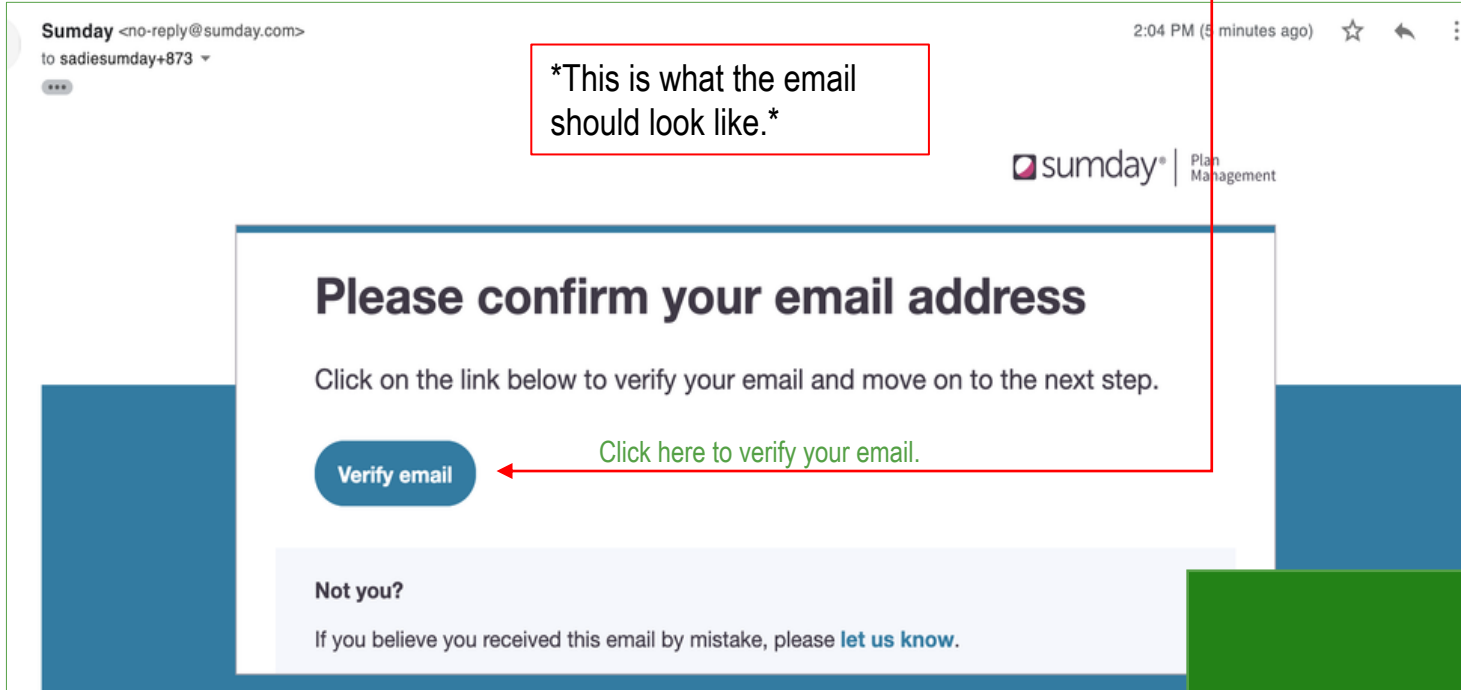 Sumday <no-reply@sumday.com>
2:04 PM (5 minutes ago)
to sadiesumday+873
*This is what the email
should look like.*
sumday® | Plan
Management
Please confirm your email address
Click on the link below to verify your email and move on to the next step.
Click here to verify your email.
Verify email
Not you?
If you believe you received this email by mistake, please let us know.